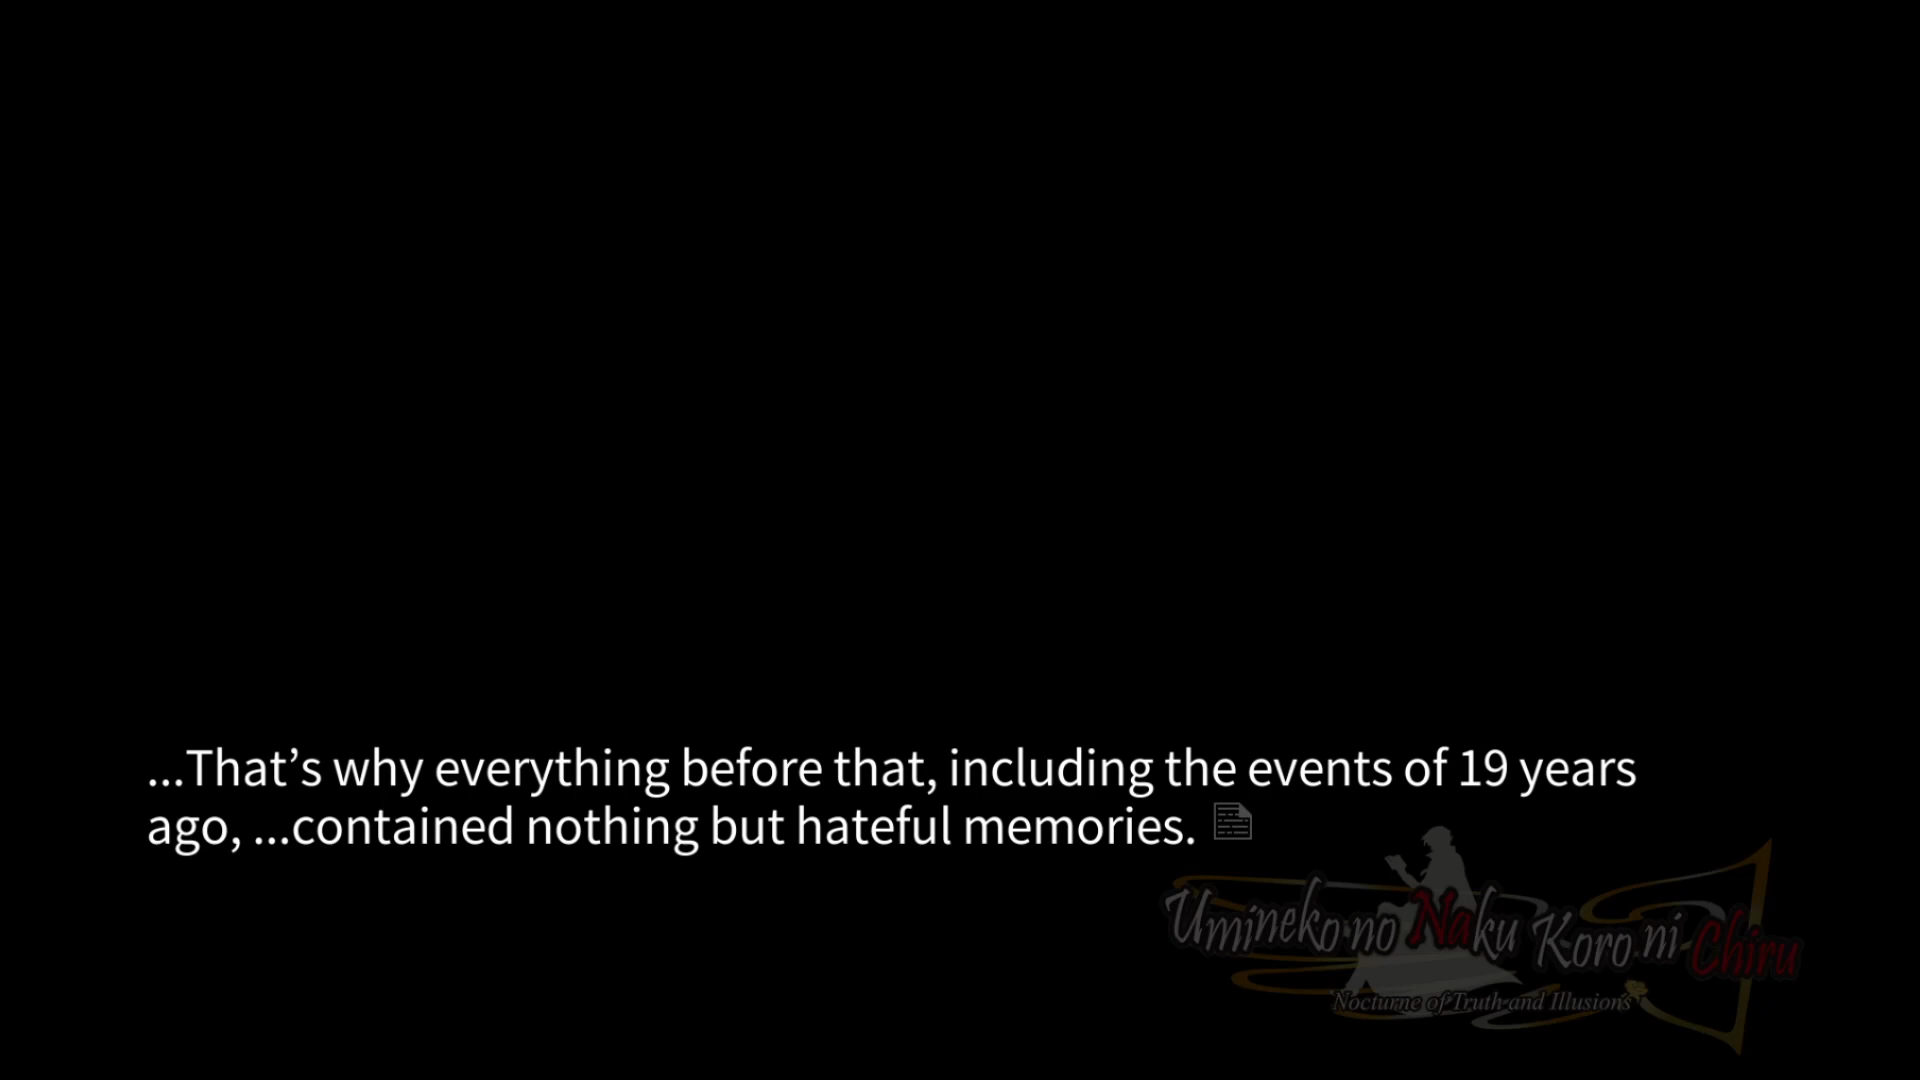 ...That’s why everything before that, including the events of 19 years
ago, ...contained nothing but hateful memories.
Umineko no Naku Koro ni Chiru
Nocturne of Truth and Illusions